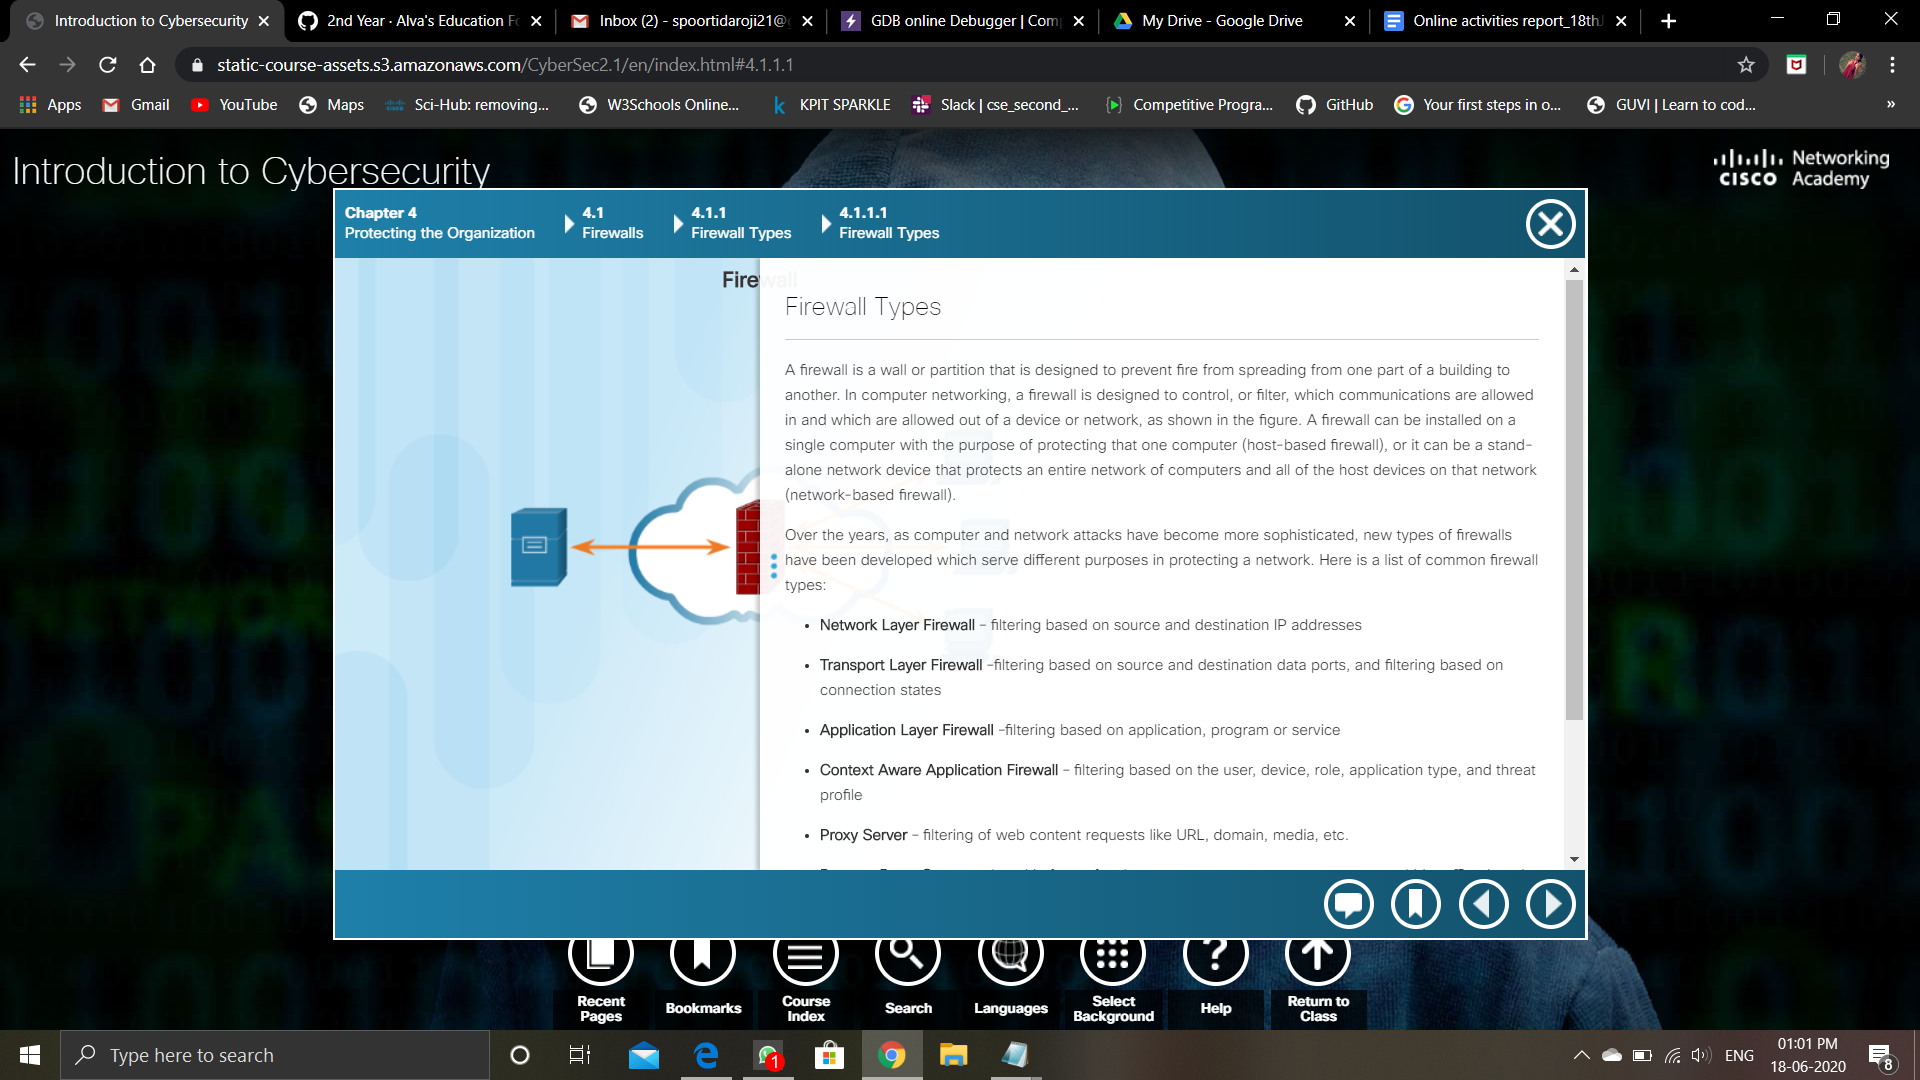 Introduction to Cybersecurity
2nd Year · Alva's Education Fo
Inbox (2) - spoortidaroji21@g
GDB online Debugger | Com
My Drive - Google Drive
Online activities report_18thJ
static-course-assets.s3.amazonaws.com/CyberSec2.1/en/index.html#4.1.1.1
Apps
Gmail
YouTube
Maps
Sci-Hub: removing...
W3Schools Online...
KPIT SPARKLE
Slack | cse_second_...
Competitive Progra...
GitHub
Your first steps in o...
GUVI | Learn to cod...
»
Introduction to Cybersecurity
CISCO
Networking
Academy
Chapter 4
Protecting the Organization
4.1
Firewalls
4.1.1
Firewall Types
4.1.1.1
Firewall Types
Firewall
Firewall Types
A firewall is a wall or partition that is designed to prevent fire from spreading from one part of a building to
another. In computer networking, a firewall is designed to control, or filter, which communications are allowed
in and which are allowed out of a device or network, as shown in the figure. A firewall can be installed on a
single computer with the purpose of protecting that one computer (host-based firewall), or it can be a stand-
alone network device that protects an entire network of computers and all of the host devices on that network
(network-based firewall).
Over the years, as computer and network attacks have become more sophisticated, new types of firewalls
have been developed which serve different purposes in protecting a network. Here is a list of common firewall
types:
• Network Layer Firewall – filtering based on source and destination IP addresses
• Transport Layer Firewall –filtering based on source and destination data ports, and filtering based on
connection states
• Application Layer Firewall –filtering based on application, program or service
• Context Aware Application Firewall – filtering based on the user, device, role, application type, and threat
profile
• Proxy Server – filtering of web content requests like URL, domain, media, etc.
Recent
Pages
Bookmarks
Course
Index
Search
Languages
Select
Background
Help
Return to
Class
Type here to search
1
ENG
01:01 PM
18-06-2020
8